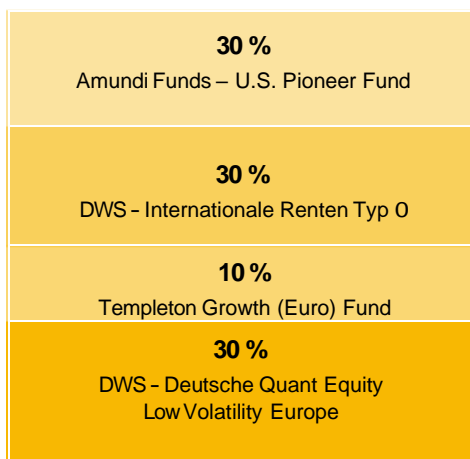 30 %
Amundi Funds – U.S. Pioneer Fund
30 %
DWS – Internationale Renten Typ O
10 %
Templeton Growth (Euro) Fund
30 %
DWS – Deutsche Quant Equity
Low Volatility Europe